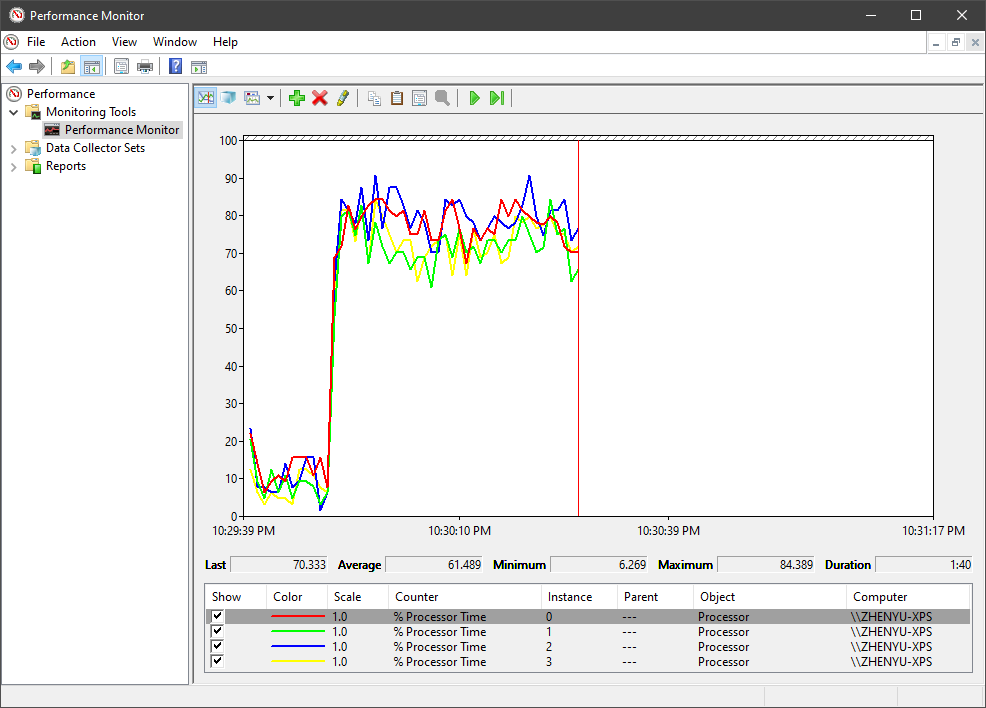 Performance Monitor
File Action View Window Help
Performance
Monitoring Tools
Performance Monitor
Data Collector Sets
Reports
100
90
80
70
60
50
40
30
20
10
0
10:29:39 PM 10:30:10 PM 10:30:39 PM 10:31:17 PM
Last 70.333 Average 61.489 Minimum 6.269 Maximum 84.389 Duration 1:40
Show Color Scale Counter Instance Parent Object Computer
1.0 % Processor Time 0 --- Processor \\ZHENYU-XPS
1.0 % Processor Time 1 --- Processor \\ZHENYU-XPS
1.0 % Processor Time 2 --- Processor \\ZHENYU-XPS
1.0 % Processor Time 3 --- Processor \\ZHENYU-XPS